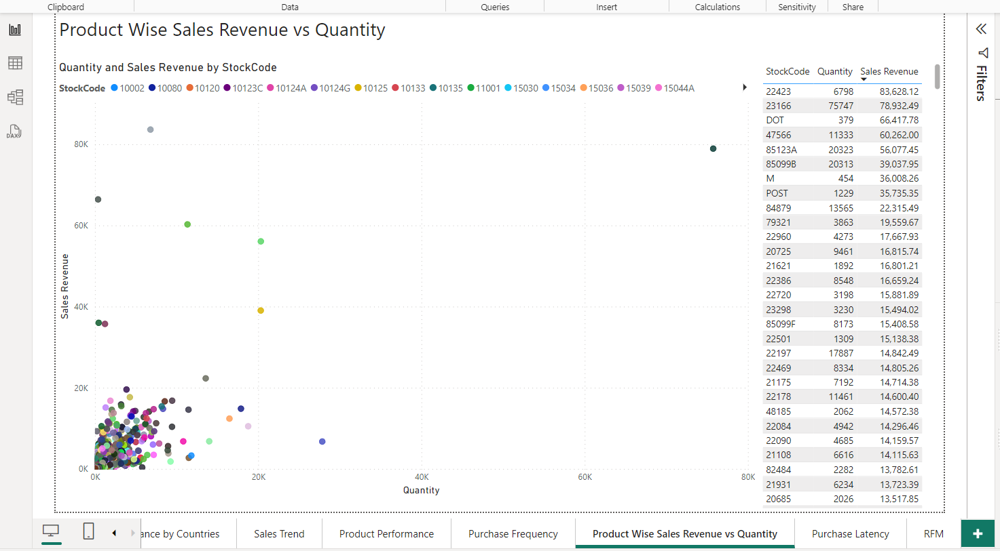 Clipboard Data Queries Insert Calculations Sensitivity Share
Product Wise Sales Revenue vs Quantity
Quantity and Sales Revenue by StockCode
StockCode 10002 10080 10120 10123C 10124A 10124G 10125 10133 10135 11001 15030 15034 15036 15039 15044A
80K
60K
40K
20K
0K
Sales Revenue
0K 20K 40K 60K 80K
Quantity
StockCode Quantity Sales Revenue
22423 6798 83,628.12
23166 75747 78,932.49
DOT 379 66,417.78
47566 11333 60,262.00
85123A 20323 56,077.45
85099B 20313 39,037.95
M 454 36,008.26
POST 1229 35,735.35
84879 13565 22,315.49
79321 3863 19,559.67
22960 4273 17,667.93
20725 9461 16,815.74
21621 1892 16,801.21
22386 8548 16,659.24
22720 3198 15,881.89
23298 3230 15,494.02
85099F 8173 15,408.58
22501 1309 15,138.38
22197 17887 14,842.49
22469 8334 14,805.26
21175 7192 14,714.38
22178 11461 14,600.40
48185 2062 14,572.38
22084 4942 14,296.46
22090 4685 14,159.57
21108 6616 14,115.63
82484 2282 13,782.61
21931 6234 13,723.39
20685 2026 13,517.85
Filters
DAX
ance by Countries Sales Trend Product Performance Purchase Frequency Product Wise Sales Revenue vs Quantity Purchase Latency RFM